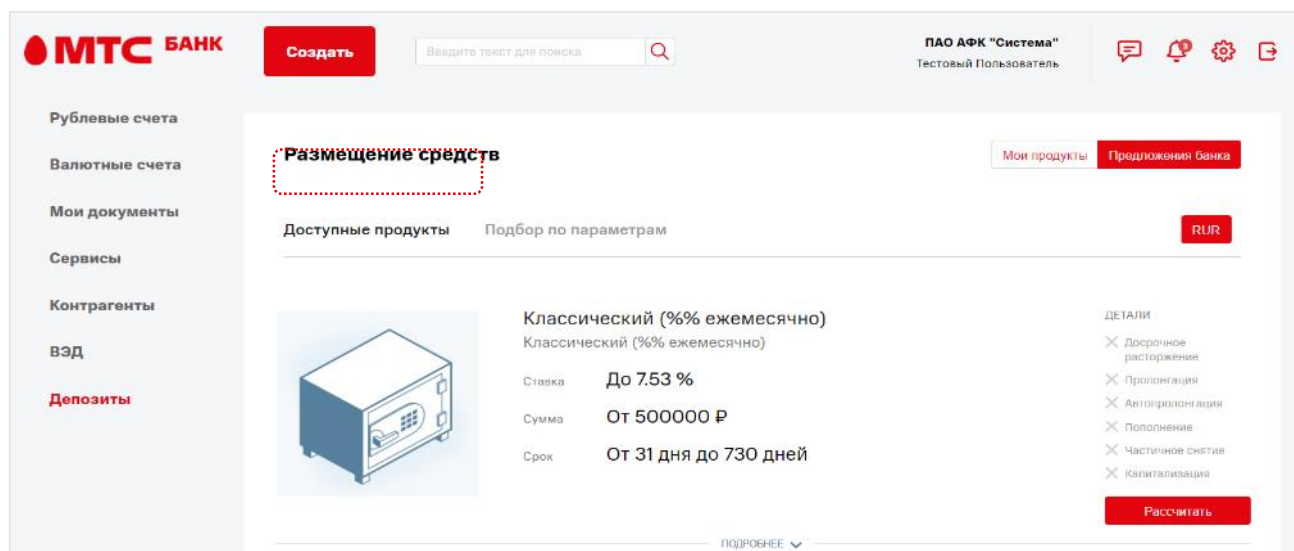 МТС БАНК
Создать
Введите текст для поиска
ПАО АФК "Система"
Тестовый Пользователь
Рублевые счета
Валютные счета
Мои документы
Сервисы
Контрагенты
ВЭД
Депозиты
Размещение средств
Мои продукты
Предложения банка
Доступные продукты
Подбор по параметрам
RUR
Классический (%% ежемесячно)
Классический (%% ежемесячно)
Ставка До 7.53 %
Сумма От 500000 ₽
Срок От 31 дня до 730 дней
ДЕТАЛИ
Досрочное
расторжение
Пролонгация
Автопролонгация
Пополнение
Частичное снятие
Капитализация
Рассчитать
ПОДРОБНЕЕ